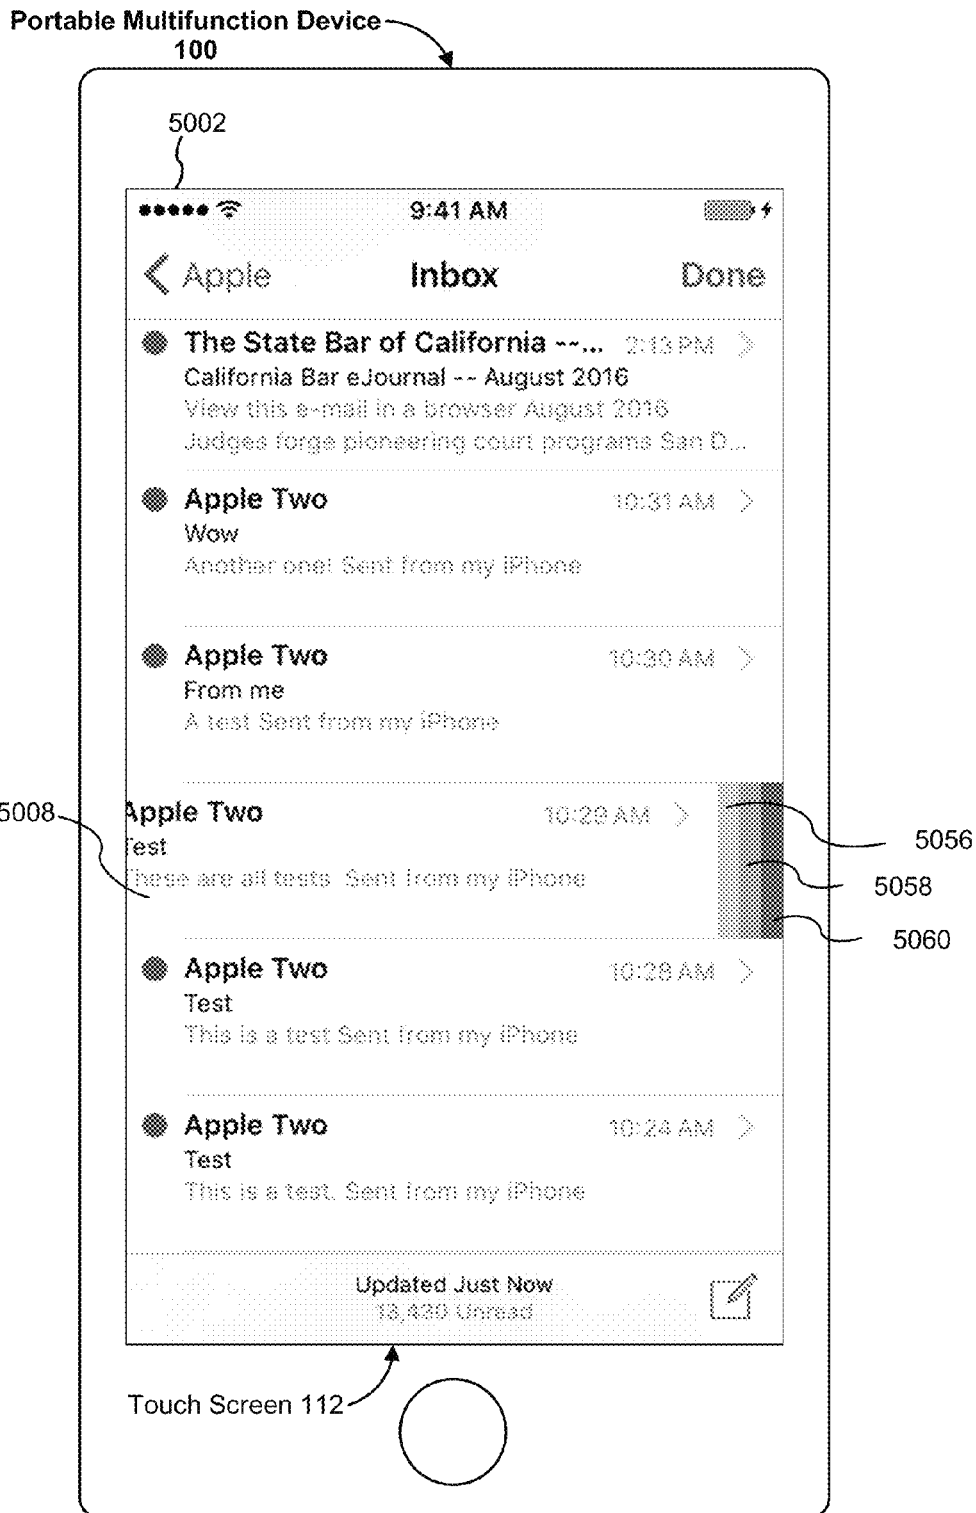 Portable Multifunction Device
100
5002
9:41 AM
Apple Inbox Done
The State Bar of California --... 2:13 PM
California Bar eJournal -- August 2016
View this e-mail in a browser August 2016
Judges forge pioneering court programs San D...
Apple Two 10:31 AM
Wow
Another one! Sent from my iPhone
Apple Two 10:30 AM
From me
A test Sent from my iPhone
5008
Apple Two 10:29 AM
Test
These are all tests Sent from my iPhone
5056
5058
5060
Apple Two 10:28 AM
Test
This is a test Sent from my iPhone
Apple Two 10:24 AM
Test
This is a test. Sent from my iPhone
Updated Just Now
Unread
Touch Screen 112